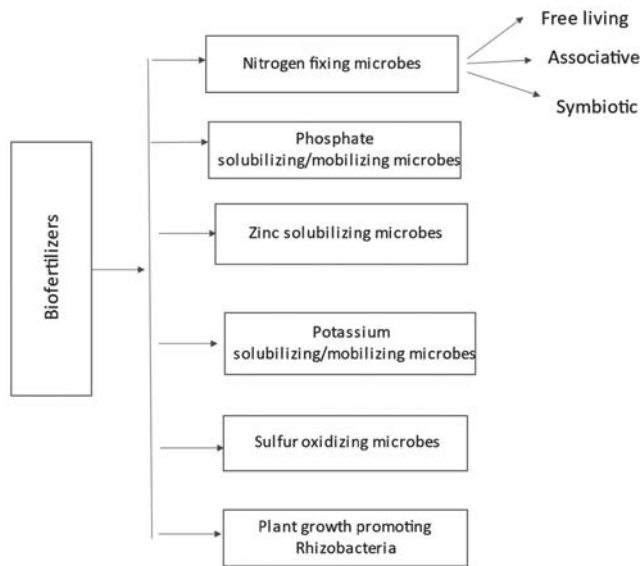 Biofertilizers
Nitrogen fixing microbes
Free living
Associative
Symbiotic
Phosphate
solubilizing/mobilizing microbes
Zinc solubilizing microbes
Potassium
solubilizing/mobilizing microbes
Sulfur oxidizing microbes
Plant growth promoting
Rhizobacteria